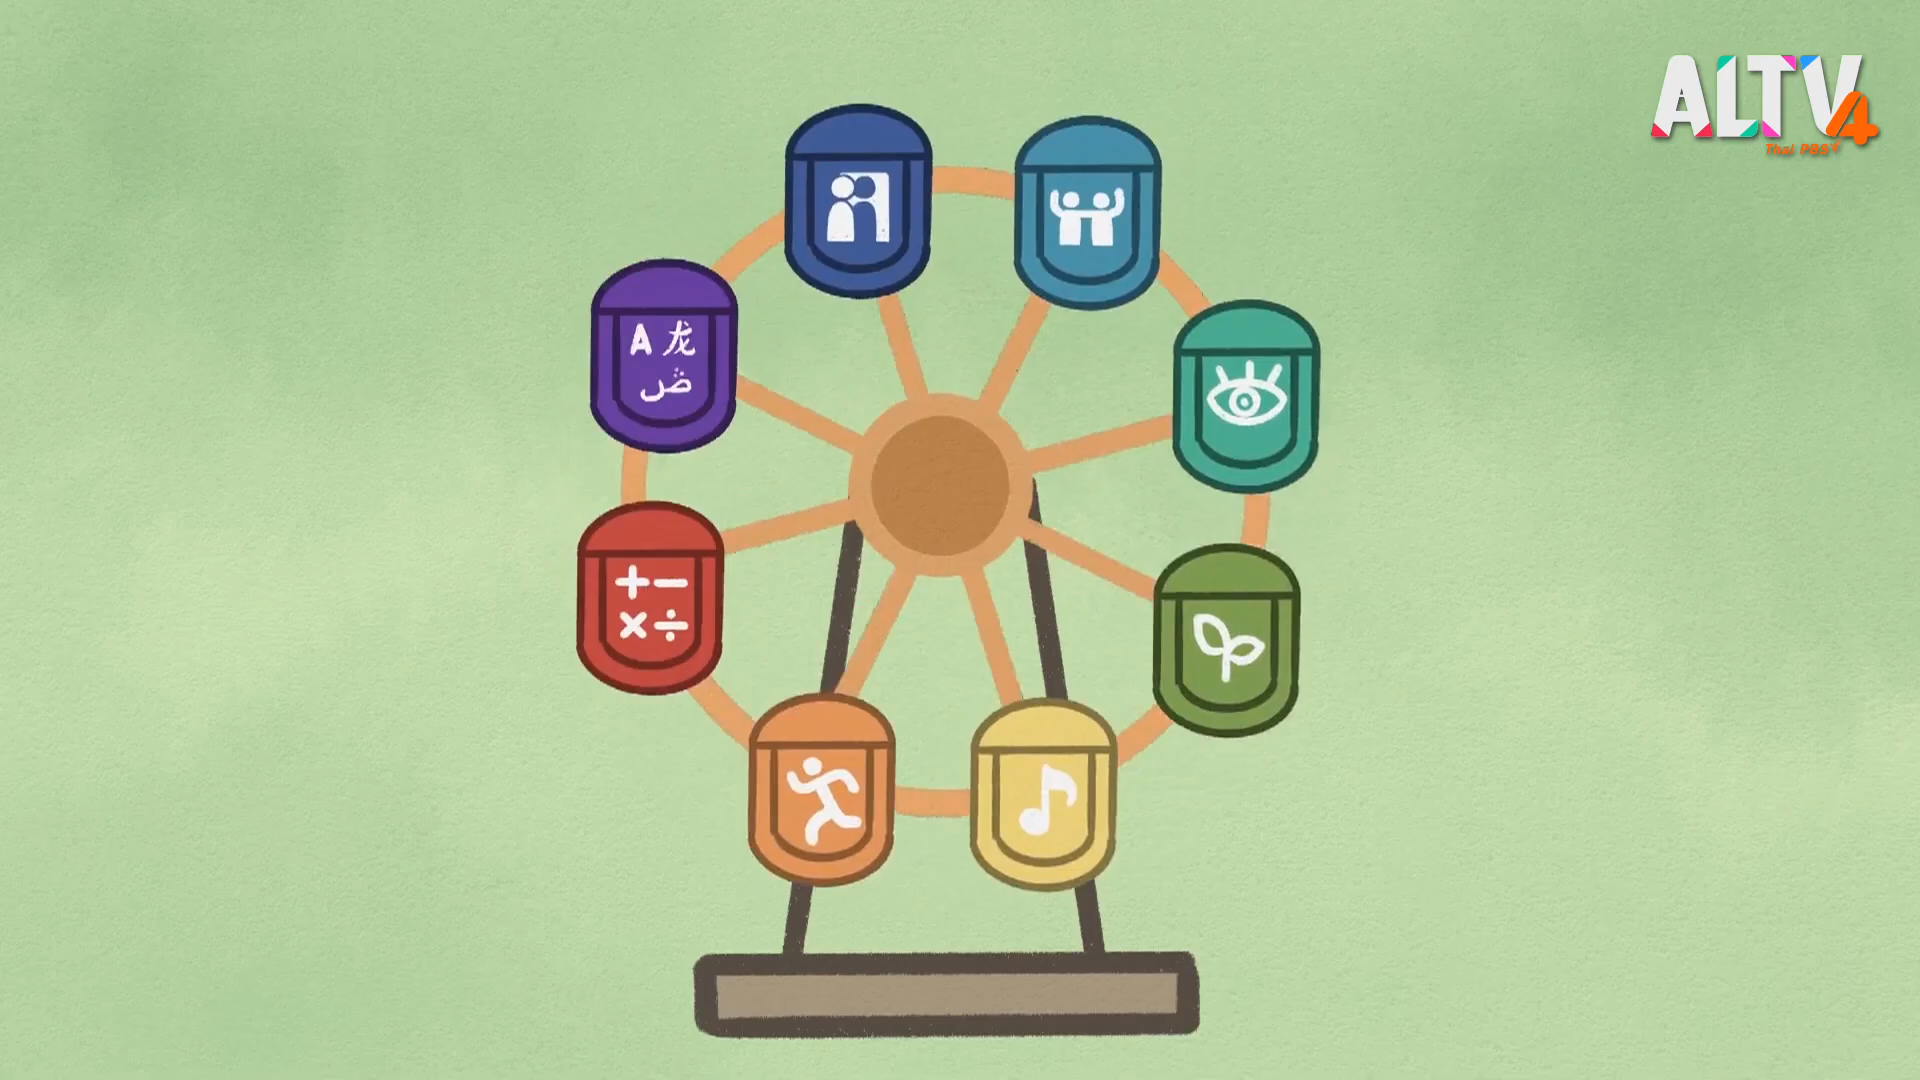 ALTV4
Thai PBS
A 龙
ض
+ −
× ÷